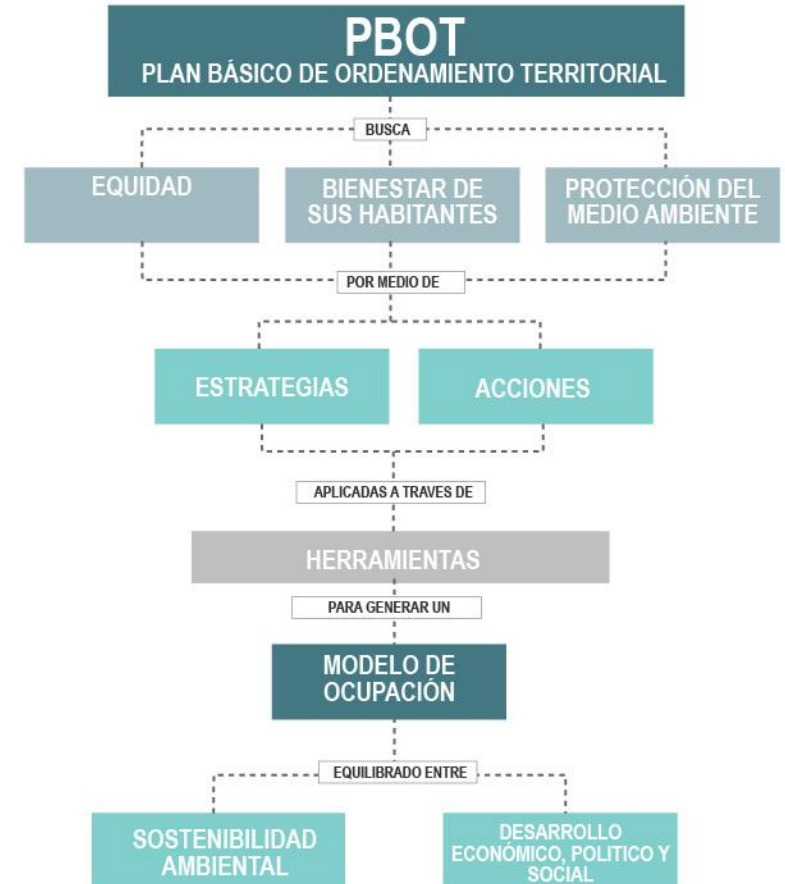 PBOT
PLAN BÁSICO DE ORDENAMIENTO TERRITORIAL
BUSCA
EQUIDAD
BIENESTAR DE
SUS HABITANTES
PROTECCIÓN DEL
MEDIO AMBIENTE
POR MEDIO DE
ESTRATEGIAS
ACCIONES
APLICADAS A TRAVES DE
HERRAMIENTAS
PARA GENERAR UN
MODELO DE
OCUPACIÓN
EQUILIBRADO ENTRE
SOSTENIBILIDAD
AMBIENTAL
DESARROLLO
ECONÓMICO, POLITICO Y
SOCIAL